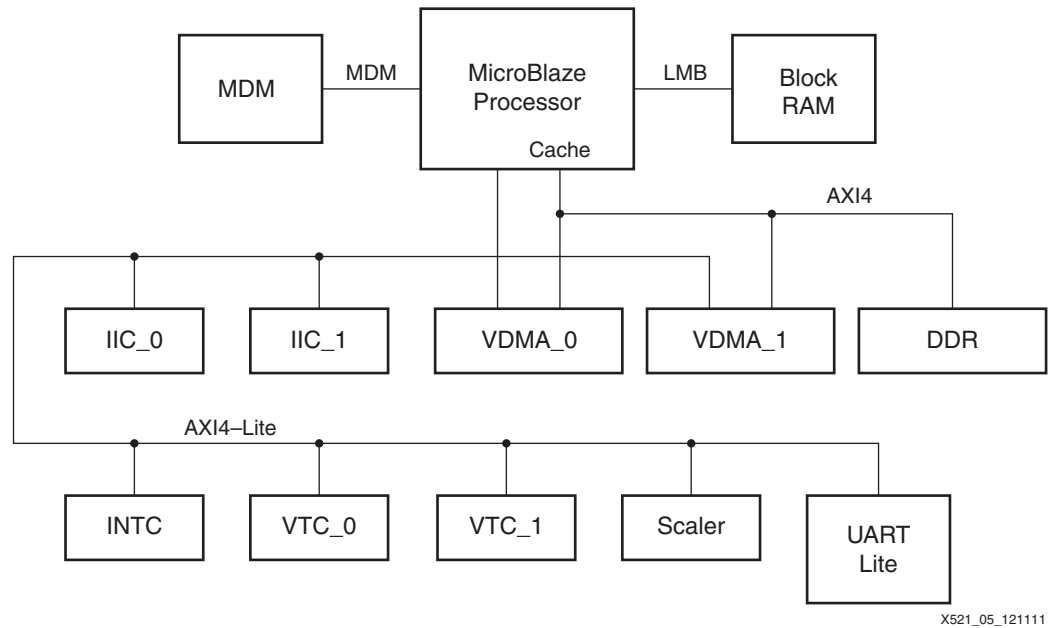 MDM
MDM
MicroBlaze
Processor
Cache
LMB
Block
RAM
AXI4
IIC_0
IIC_1
VDMA_0
VDMA_1
DDR
AXI4–Lite
INTC
VTC_0
VTC_1
Scaler
UART
Lite
X521_05_121111